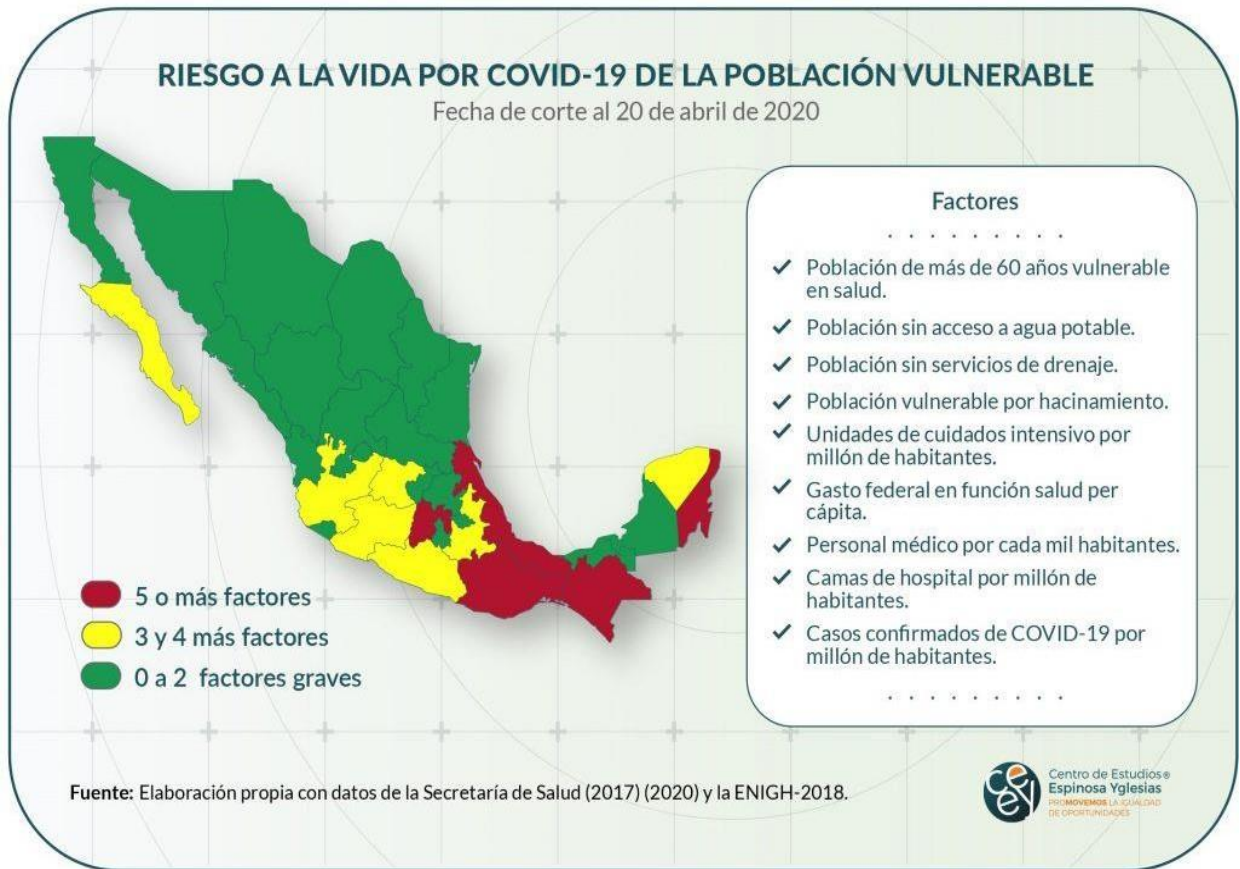 RIESGO A LA VIDA POR COVID-19 DE LA POBLACIÓN VULNERABLE
Fecha de corte al 20 de abril de 2020
Factores
Población de más de 60 años vulnerable
en salud.
Población sin acceso a agua potable.
Población sin servicios de drenaje.
Población vulnerable por hacinamiento.
Unidades de cuidados intensivo por
millón de habitantes.
Gasto federal en función salud per
cápita.
Personal médico por cada mil habitantes.
Camas de hospital por millón de
habitantes.
Casos confirmados de COVID-19 por
millón de habitantes.
5 o más factores
3 y 4 más factores
0 a 2 factores graves
Fuente: Elaboración propia con datos de la Secretaría de Salud (2017) (2020) y la ENIGH-2018.
ceey
Centro de Estudios®
Espinosa Yglesias
PROMOVEMOS LA IGUALDAD
DE OPORTUNIDADES